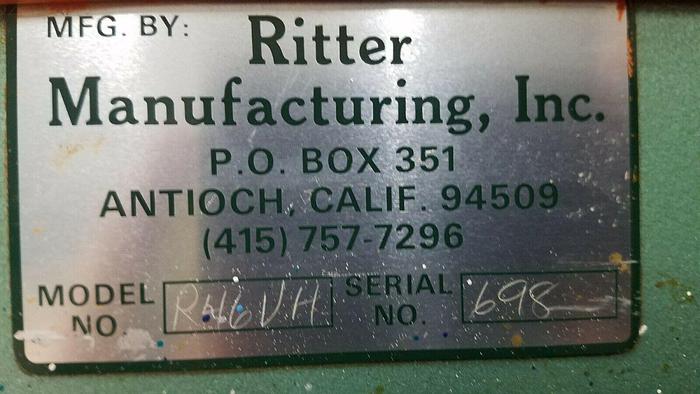 MFG. BY:
Ritter
Manufacturing, Inc.
P.O. BOX 351
ANTIOCH, CALIF. 94509
(415) 757-7296
MODEL NO. R46VH
SERIAL NO. 698